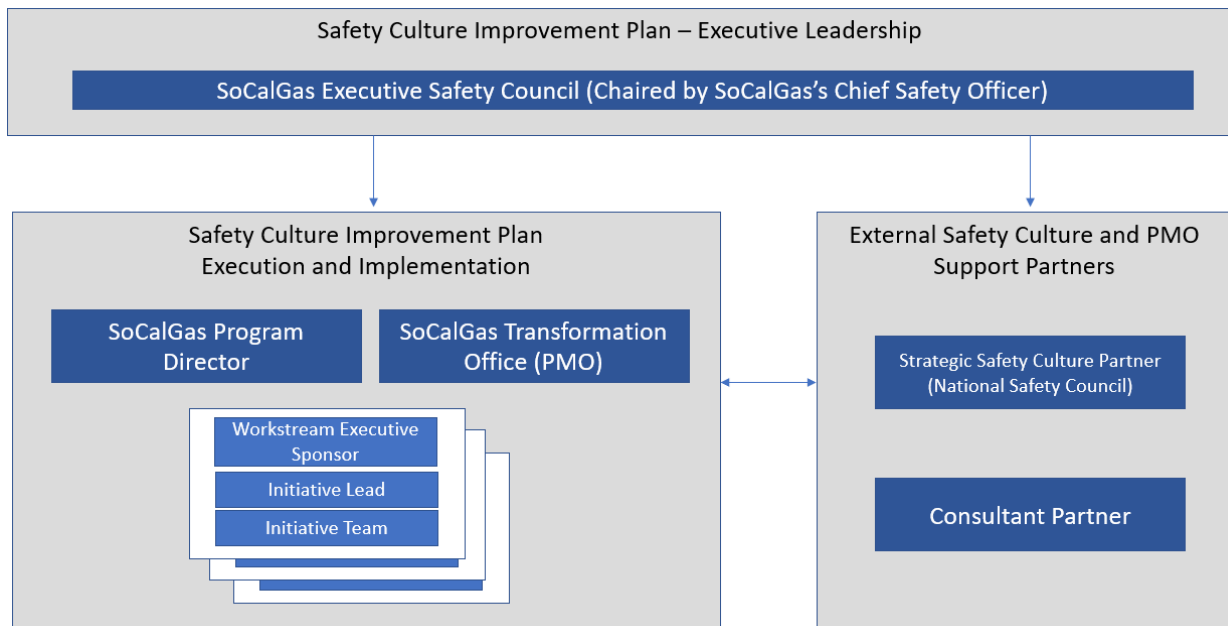 Safety Culture Improvement Plan – Executive Leadership
SoCalGas Executive Safety Council (Chaired by SoCalGas's Chief Safety Officer)
Safety Culture Improvement Plan
Execution and Implementation
SoCalGas Program
Director
SoCalGas Transformation
Office (PMO)
Workstream Executive
Sponsor
Initiative Lead
Initiative Team
External Safety Culture and PMO
Support Partners
Strategic Safety Culture Partner
(National Safety Council)
Consultant Partner